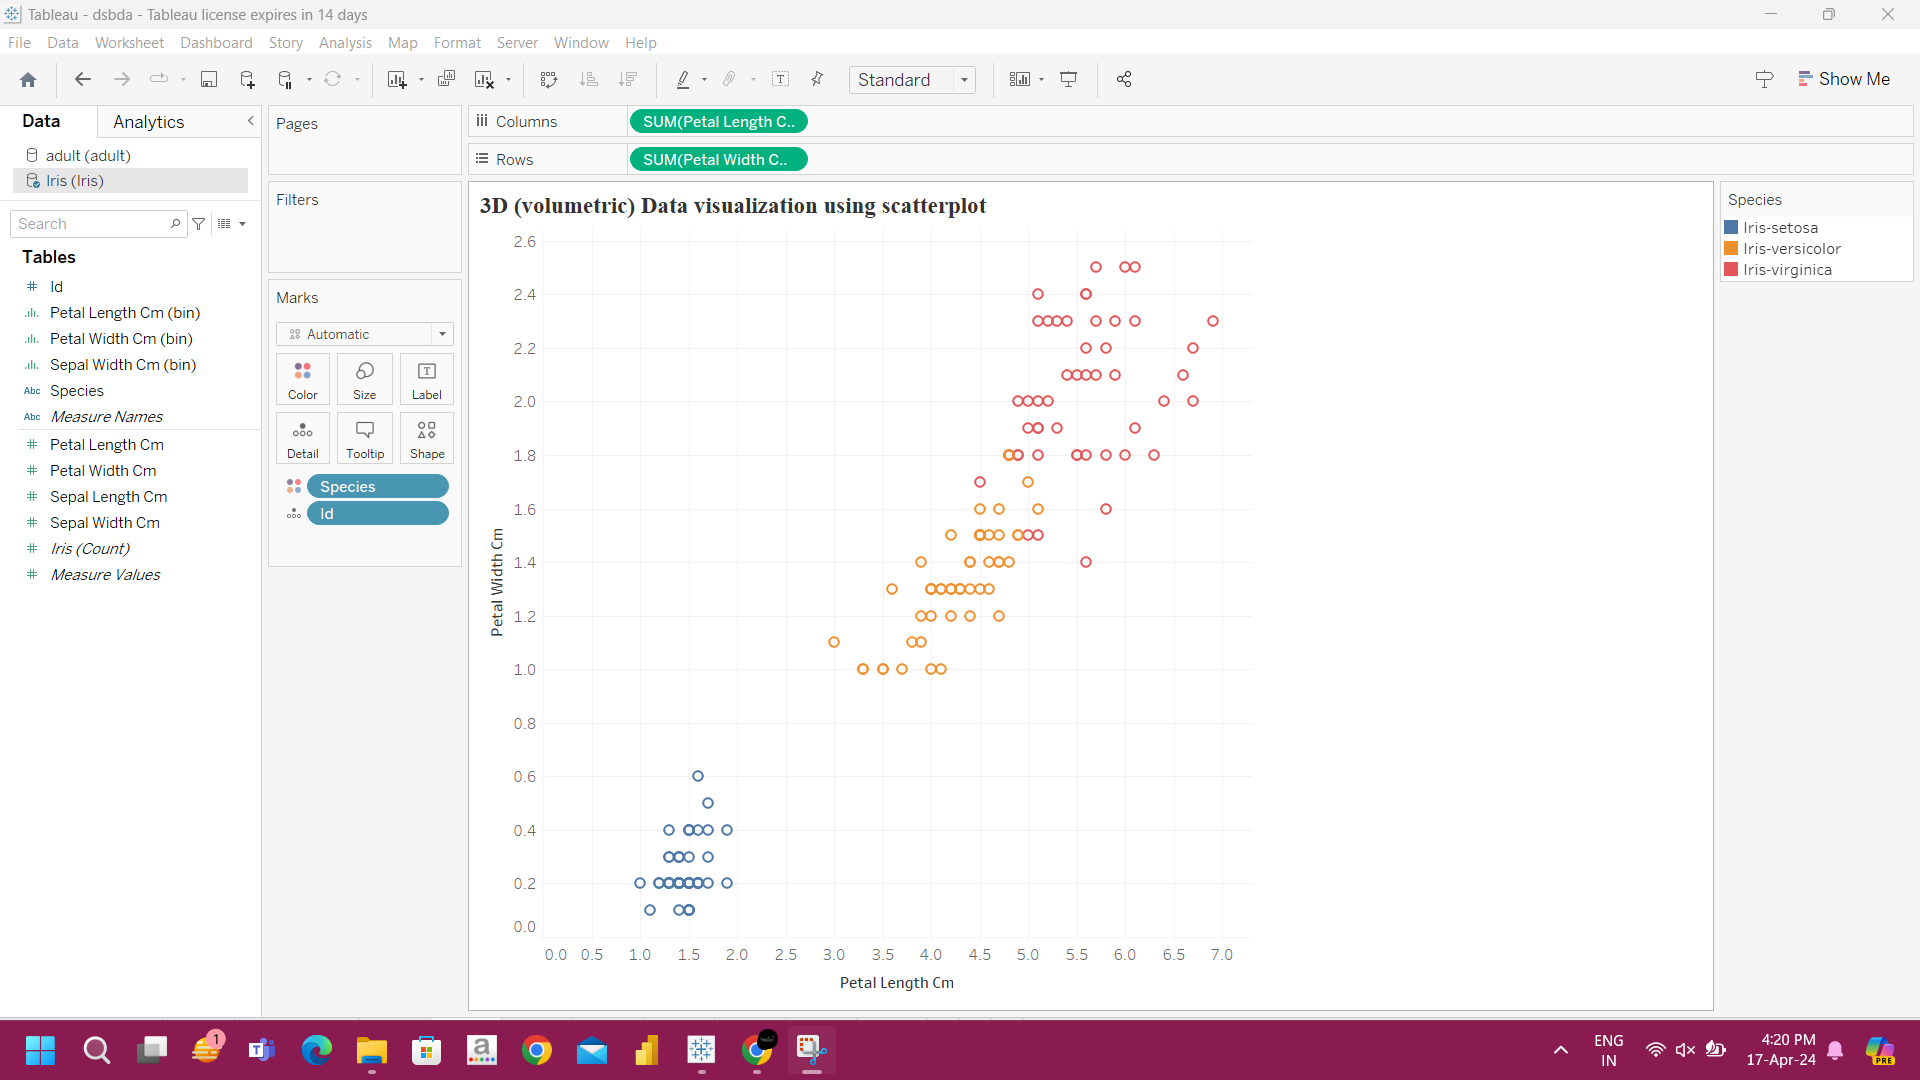 Tableau - dsbda - Tableau license expires in 14 days
File Data Worksheet Dashboard Story Analysis Map Format Server Window Help
Standard
Show Me
Data
Analytics
adult (adult)
Iris (Iris)
Search
Tables
Id
Petal Length Cm (bin)
Petal Width Cm (bin)
Sepal Width Cm (bin)
Abc Species
Abc Measure Names
Petal Length Cm
Petal Width Cm
Sepal Length Cm
Sepal Width Cm
Iris (Count)
Measure Values
Pages
Filters
Marks
Automatic
Color Size Label
Detail Tooltip Shape
Species
Id
Columns SUM(Petal Length C..
Rows SUM(Petal Width C..
3D (volumetric) Data visualization using scatterplot
2.6
2.4
2.2
2.0
1.8
1.6
1.4
1.2
1.0
0.8
0.6
0.4
0.2
0.0
Petal Width Cm
0.0 0.5 1.0 1.5 2.0 2.5 3.0 3.5 4.0 4.5 5.0 5.5 6.0 6.5 7.0
Petal Length Cm
Species
Iris-setosa
Iris-versicolor
Iris-virginica
1
a
ENG
IN
4:20 PM
17-Apr-24
PRE